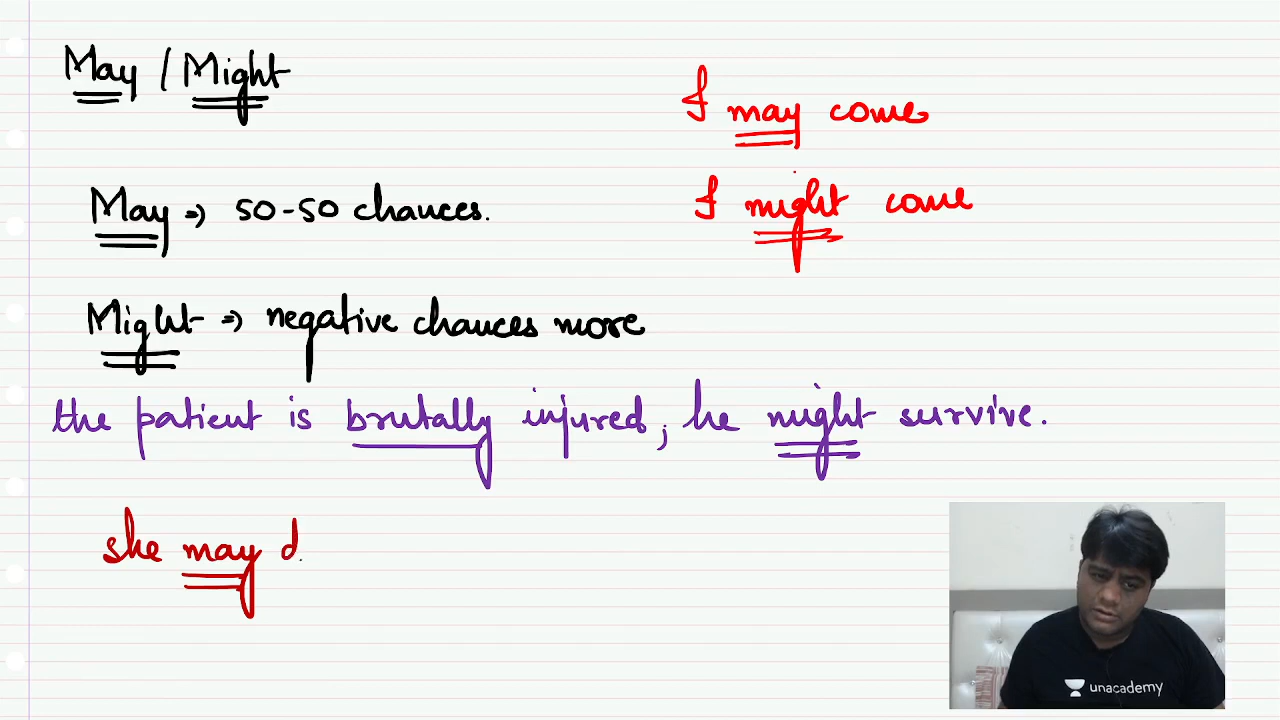 May / Might
I may come
I might come
May => 50-50 chances.
Might => negative chances more
the patient is brutally injured, he might survive.
she may d
unacademy